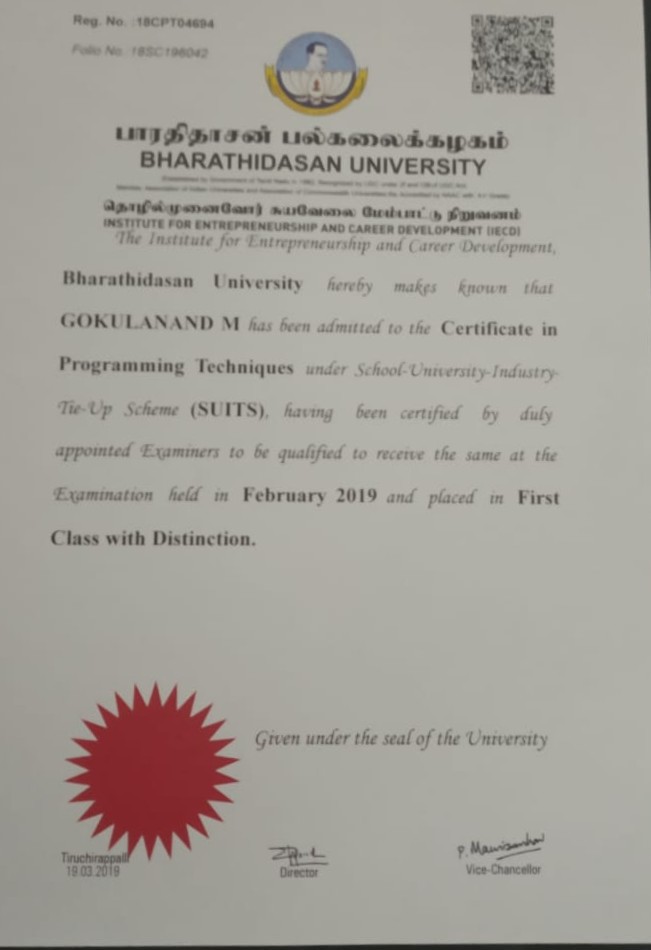 Reg. No. :18CPT04694
Folio No. 18SC198042
பாரதிதாசன் பல்கலைக்கழகம்
BHARATHIDASAN UNIVERSITY
தொழில்முனைவோர் சுயவேலை மேம்பாட்டு நிறுவனம்
INSTITUTE FOR ENTREPRENEURSHIP AND CAREER DEVELOPMENT (IECD)
The Institute for Entrepreneurship and Career Development,
Bharathidasan University hereby makes known that
GOKULANAND M has been admitted to the Certificate in
Programming Techniques under School-University-Industry-
Tie-Up Scheme (SUITS), having been certified by duly
appointed Examiners to be qualified to receive the same at the
Examination held in February 2019 and placed in First
Class with Distinction.
Given under the seal of the University
Tiruchirappalli
19.03.2019
Director
Vice-Chancellor